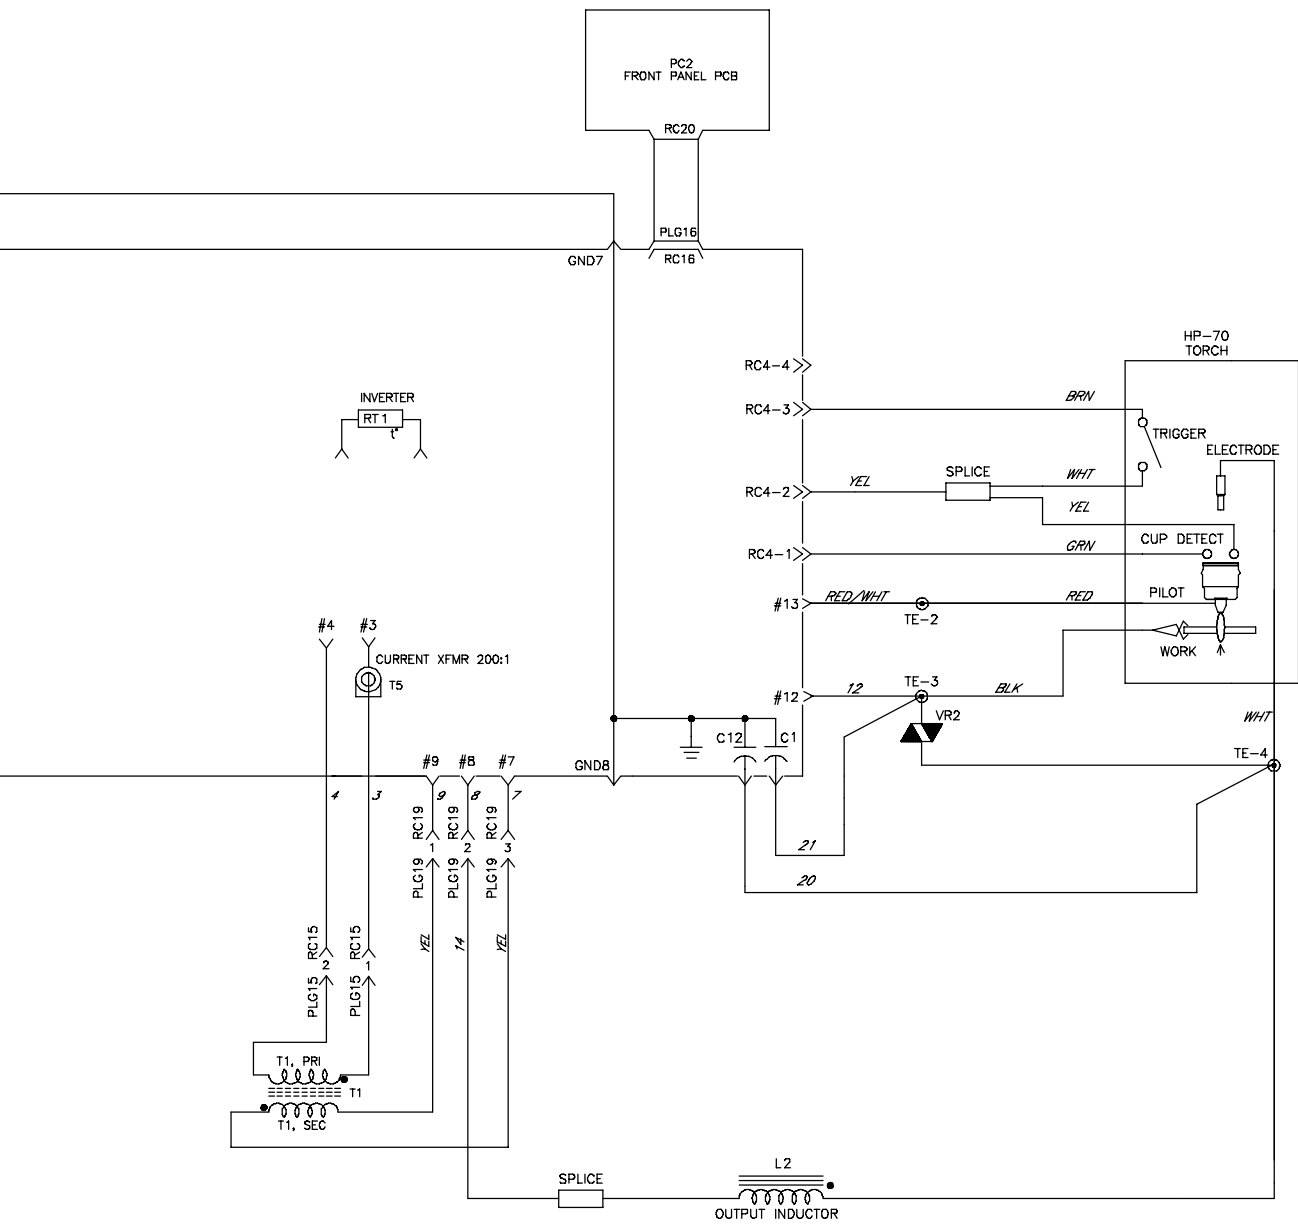 PC2
FRONT PANEL PCB
RC20
PLG16
GND7
RC16
HP-70
TORCH
RC4-4
BRN
INVERTER
RC4-3
RT1
t°
TRIGGER
ELECTRODE
SPLICE
WHT
YEL
RC4-2
YEL
CUP DETECT
GRN
RC4-1
RED/WHT
RED
PILOT
#13
TE-2
#4
#3
CURRENT XFMR 200:1
WORK
T5
TE-3
12
BLK
#12
VR2
WHT
C12
C1
TE-4
#9
#8
#7
GND8
4
3
9
8
7
RC19
RC19
RC19
1
2
3
21
PLG19
PLG19
PLG19
20
RC15
RC15
YEL
14
YEL
2
1
PLG15
PLG15
T1, PRI
T1
T1, SEC
L2
SPLICE
OUTPUT INDUCTOR